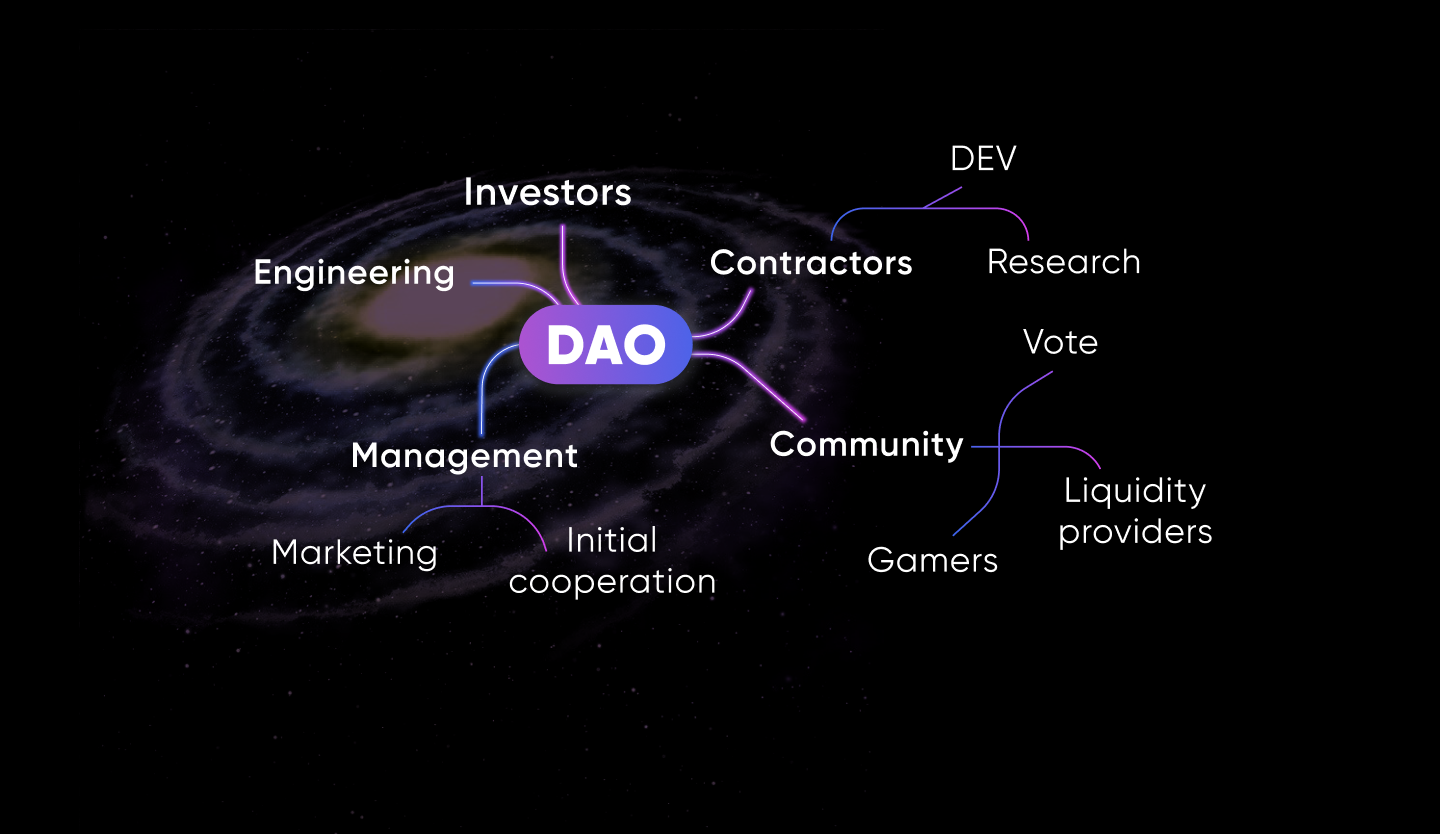 DEV
Investors
Contractors
Research
Engineering
DAO
Vote
Management
Community
Liquidity
providers
Marketing
Initial
cooperation
Gamers